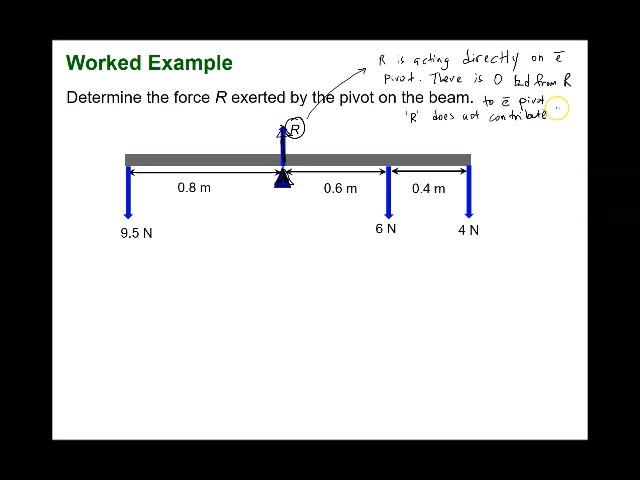 Worked Example
R is acting directly on ē
pivot. There is 0 ⊥d from R
Determine the force R exerted by the pivot on the beam.
to ē pivot
'R' does not contribute
R
0.8 m
0.6 m
0.4 m
9.5 N
6 N
4 N